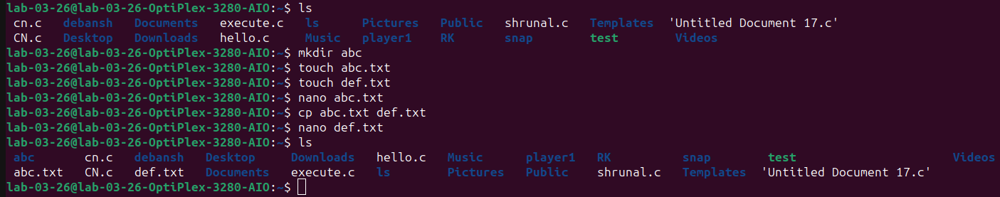 lab-03-26@lab-03-26-OptiPlex-3280-AIO:~$ ls
cn.c debansh Documents execute.c ls Pictures Public shrunal.c Templates 'Untitled Document 17.c'
CN.c Desktop Downloads hello.c Music player1 RK snap test Videos
lab-03-26@lab-03-26-OptiPlex-3280-AIO:~$ mkdir abc
lab-03-26@lab-03-26-OptiPlex-3280-AIO:~$ touch abc.txt
lab-03-26@lab-03-26-OptiPlex-3280-AIO:~$ touch def.txt
lab-03-26@lab-03-26-OptiPlex-3280-AIO:~$ nano abc.txt
lab-03-26@lab-03-26-OptiPlex-3280-AIO:~$ cp abc.txt def.txt
lab-03-26@lab-03-26-OptiPlex-3280-AIO:~$ nano def.txt
lab-03-26@lab-03-26-OptiPlex-3280-AIO:~$ ls
abc cn.c debansh Desktop Downloads hello.c Music player1 RK snap test Videos
abc.txt CN.c def.txt Documents execute.c ls Pictures Public shrunal.c Templates 'Untitled Document 17.c'
lab-03-26@lab-03-26-OptiPlex-3280-AIO:~$